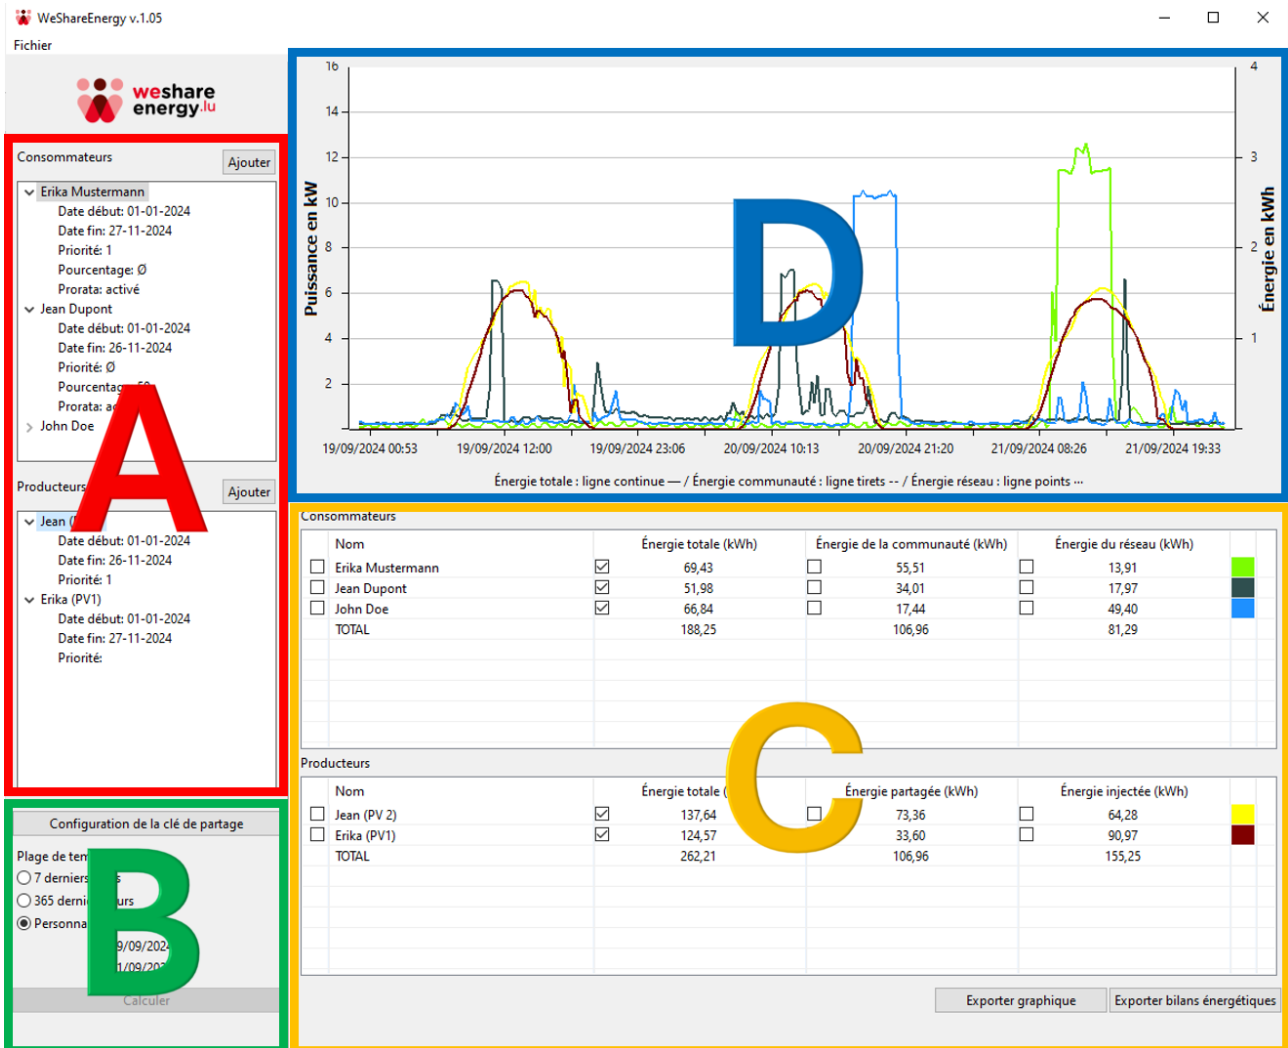 WeShareEnergy v.1.05
Fichier
weshare
energy.lu
Consommateurs
Ajouter
Erika Mustermann
Date début: 01-01-2024
Date fin: 27-11-2024
Priorité: 1
Pourcentage: Ø
Prorata: activé
Jean Dupont
Date début: 01-01-2024
Date fin: 26-11-2024
Priorité: Ø
Prorata:
John Doe
A
Producteurs
Ajouter
Jean
Date début: 01-01-2024
Date fin: 26-11-2024
Priorité: 1
Erika (PV1)
Date début: 01-01-2024
Date fin: 27-11-2024
Priorité:
Configuration de la clé de partage
Plage de
7 derniers
365
B
Calculer
Puissance en kW
16
14
12
10
8
6
4
2
4
3
2
1
Énergie en kWh
D
19/09/2024 00:53
19/09/2024 12:00
19/09/2024 23:06
20/09/2024 10:13
20/09/2024 21:20
21/09/2024 08:26
21/09/2024 19:33
Énergie totale : ligne continue — / Énergie communauté : ligne tirets -- / Énergie réseau : ligne points ···
Consommateurs
Nom Énergie totale (kWh) Énergie de la communauté (kWh) Énergie du réseau (kWh)
Erika Mustermann 69,43 55,51 13,91
Jean Dupont 51,98 34,01 17,97
John Doe 66,84 17,44 49,40
TOTAL 188,25 106,96 81,29
C
Producteurs
Nom Énergie totale Énergie partagée (kWh) Énergie injectée (kWh)
Jean (PV 2) 137,64 73,36 64,28
Erika (PV1) 124,57 33,60 90,97
TOTAL 262,21 106,96 155,25
Exporter graphique
Exporter bilans énergétiques